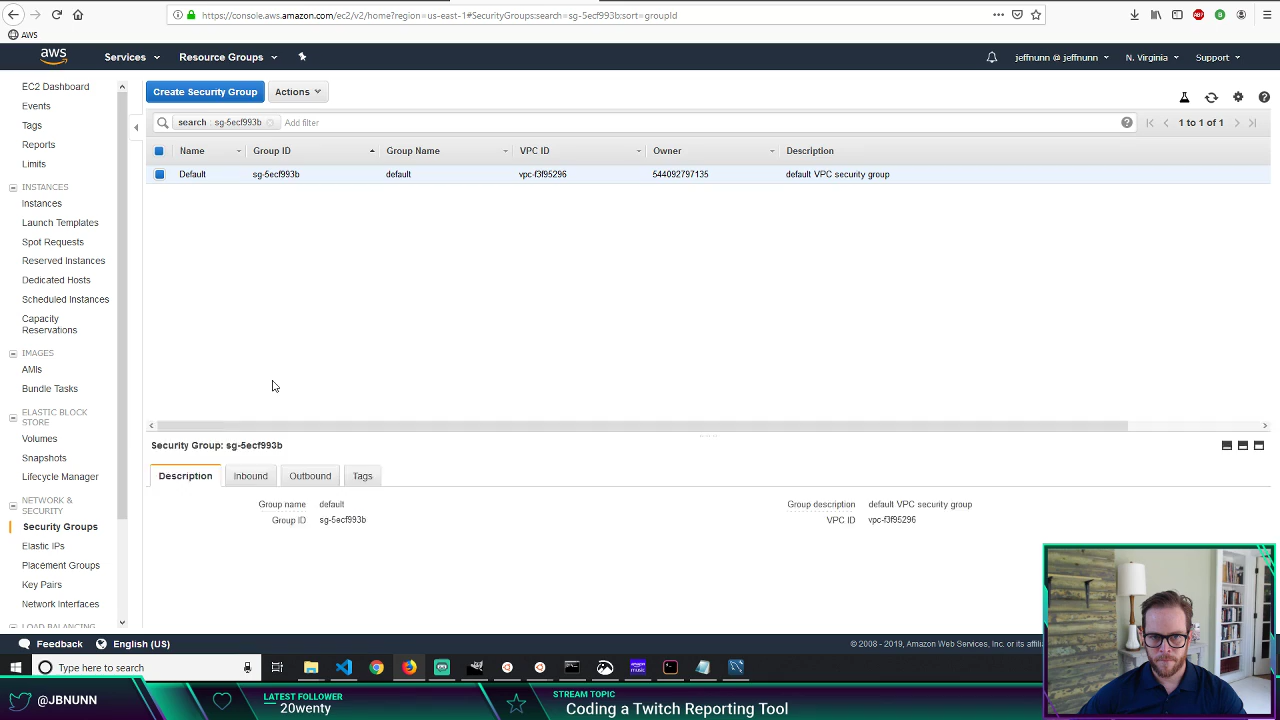 https://console.aws.amazon.com/ec2/v2/home?region=us-east-1#SecurityGroups:search=sg-5ecf993b;sort=groupId
AWS
aws
Services
Resource Groups
jeffnunn @ jeffnunn
N. Virginia
Support
EC2 Dashboard
Events
Tags
Reports
Limits
INSTANCES
Instances
Launch Templates
Spot Requests
Reserved Instances
Dedicated Hosts
Scheduled Instances
Capacity
Reservations
IMAGES
AMIs
Bundle Tasks
ELASTIC BLOCK
STORE
Volumes
Snapshots
Lifecycle Manager
NETWORK &
SECURITY
Security Groups
Elastic IPs
Placement Groups
Key Pairs
Network Interfaces
LOAD BALANCING
Create Security Group
Actions
search : sg-5ecf993b
Add filter
1 to 1 of 1
Name
Group ID
Group Name
VPC ID
Owner
Description
Default
sg-5ecf993b
default
vpc-f3f95296
544092797135
default VPC security group
Security Group: sg-5ecf993b
Description
Inbound
Outbound
Tags
Group name
default
Group description
default VPC security group
Group ID
sg-5ecf993b
VPC ID
vpc-f3f95296
Feedback
English (US)
© 2008 - 2019, Amazon Web Services, Inc. or its affili
Type here to search
@JBNUNN
LATEST FOLLOWER
20wenty
STREAM TOPIC
Coding a Twitch Reporting Tool